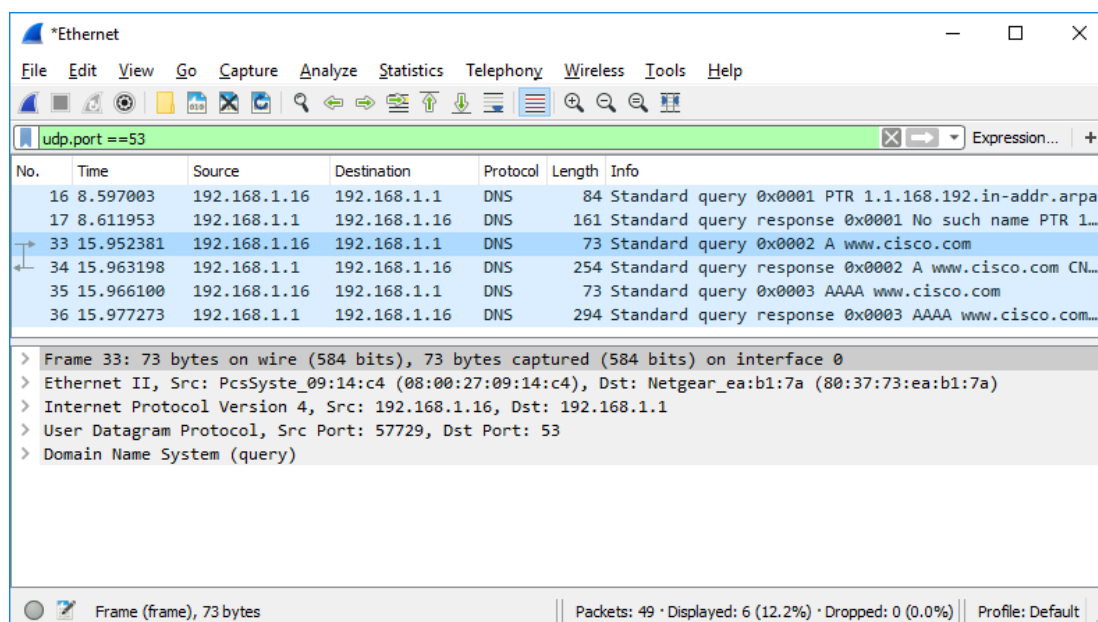 *Ethernet
File Edit View Go Capture Analyze Statistics Telephony Wireless Tools Help
udp.port ==53 Expression... +
No. Time Source Destination Protocol Length Info
16 8.597003 192.168.1.16 192.168.1.1 DNS 84 Standard query 0x0001 PTR 1.1.168.192.in-addr.arpa
17 8.611953 192.168.1.1 192.168.1.16 DNS 161 Standard query response 0x0001 No such name PTR 1…
33 15.952381 192.168.1.16 192.168.1.1 DNS 73 Standard query 0x0002 A www.cisco.com
34 15.963198 192.168.1.1 192.168.1.16 DNS 254 Standard query response 0x0002 A www.cisco.com CN…
35 15.966100 192.168.1.16 192.168.1.1 DNS 73 Standard query 0x0003 AAAA www.cisco.com
36 15.977273 192.168.1.1 192.168.1.16 DNS 294 Standard query response 0x0003 AAAA www.cisco.com…
> Frame 33: 73 bytes on wire (584 bits), 73 bytes captured (584 bits) on interface 0
> Ethernet II, Src: PcsSyste_09:14:c4 (08:00:27:09:14:c4), Dst: Netgear_ea:b1:7a (80:37:73:ea:b1:7a)
> Internet Protocol Version 4, Src: 192.168.1.16, Dst: 192.168.1.1
> User Datagram Protocol, Src Port: 57729, Dst Port: 53
> Domain Name System (query)
Frame (frame), 73 bytes Packets: 49 · Displayed: 6 (12.2%) · Dropped: 0 (0.0%) Profile: Default